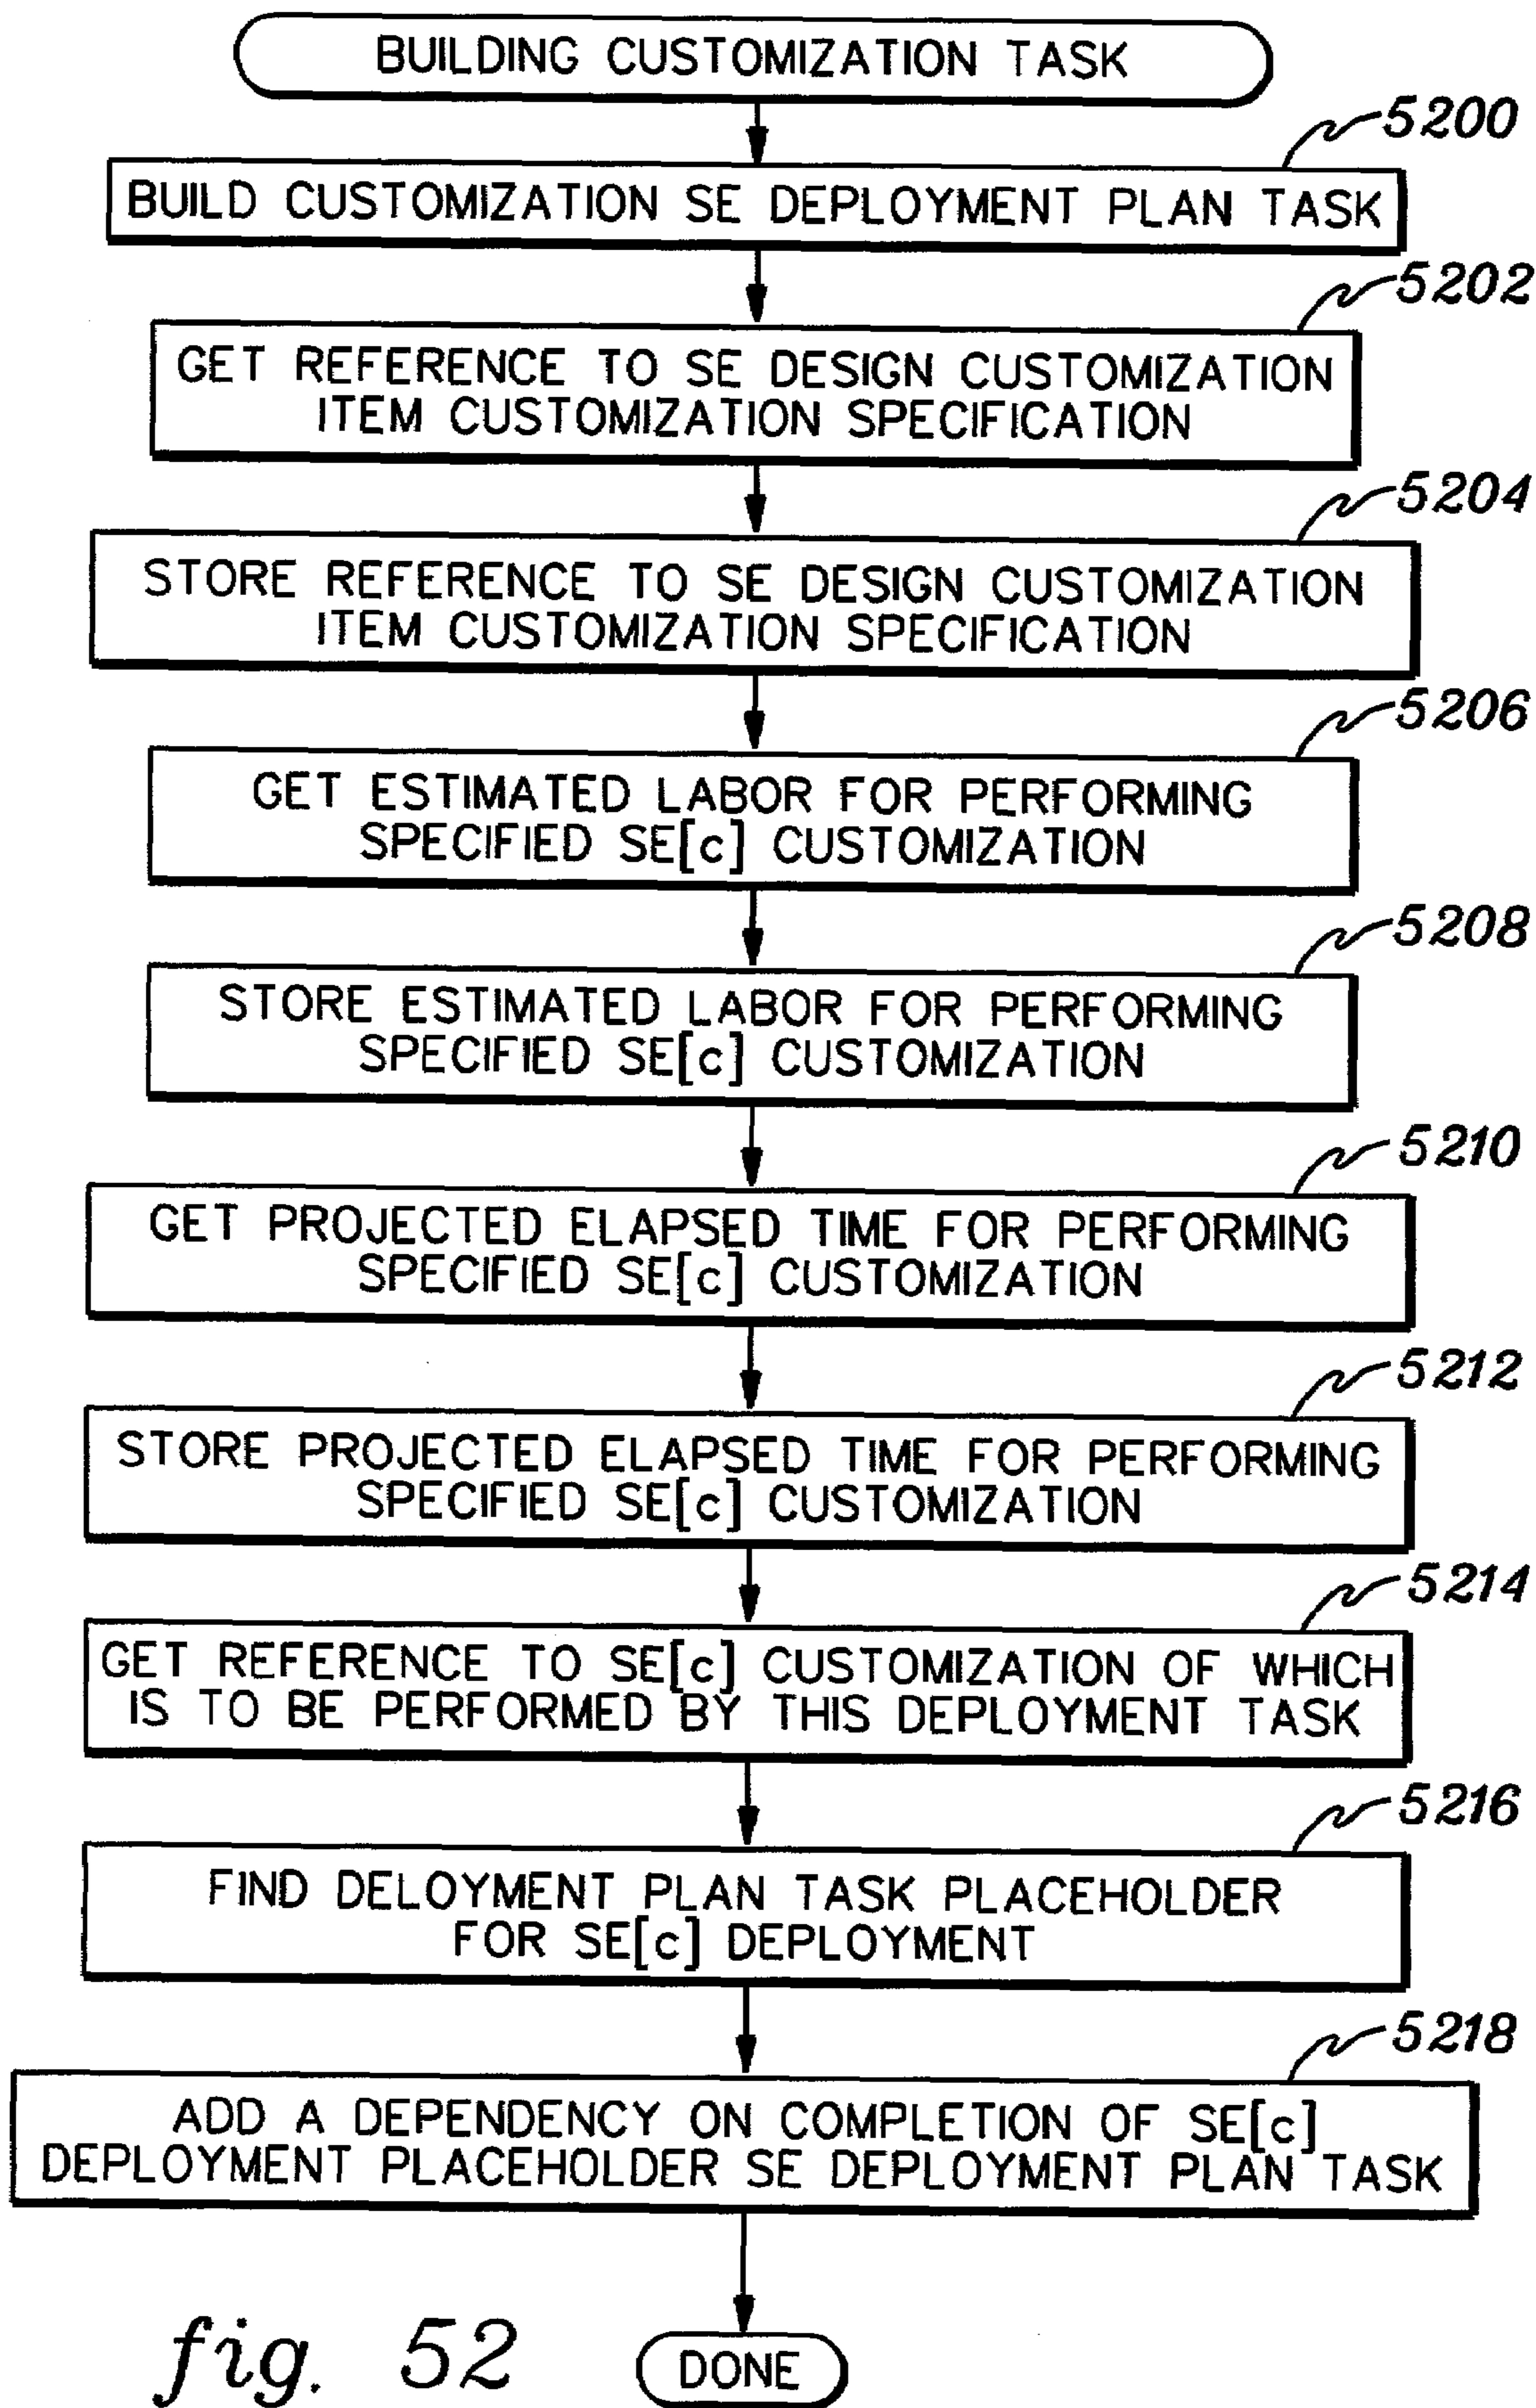 BUILDING CUSTOMIZATION TASK
5200
BUILD CUSTOMIZATION SE DEPLOYMENT PLAN TASK
5202
GET REFERENCE TO SE DESIGN CUSTOMIZATION
ITEM CUSTOMIZATION SPECIFICATION
5204
STORE REFERENCE TO SE DESIGN CUSTOMIZATION
ITEM CUSTOMIZATION SPECIFICATION
5206
GET ESTIMATED LABOR FOR PERFORMING
SPECIFIED SE[c] CUSTOMIZATION
5208
STORE ESTIMATED LABOR FOR PERFORMING
SPECIFIED SE[c] CUSTOMIZATION
5210
GET PROJECTED ELAPSED TIME FOR PERFORMING
SPECIFIED SE[c] CUSTOMIZATION
5212
STORE PROJECTED ELAPSED TIME FOR PERFORMING
SPECIFIED SE[c] CUSTOMIZATION
5214
GET REFERENCE TO SE[c] CUSTOMIZATION OF WHICH
IS TO BE PERFORMED BY THIS DEPLOYMENT TASK
5216
FIND DELOYMENT PLAN TASK PLACEHOLDER
FOR SE[c] DEPLOYMENT
5218
ADD A DEPENDENCY ON COMPLETION OF SE[c]
DEPLOYMENT PLACEHOLDER SE DEPLOYMENT PLAN TASK
DONE
fig. 52